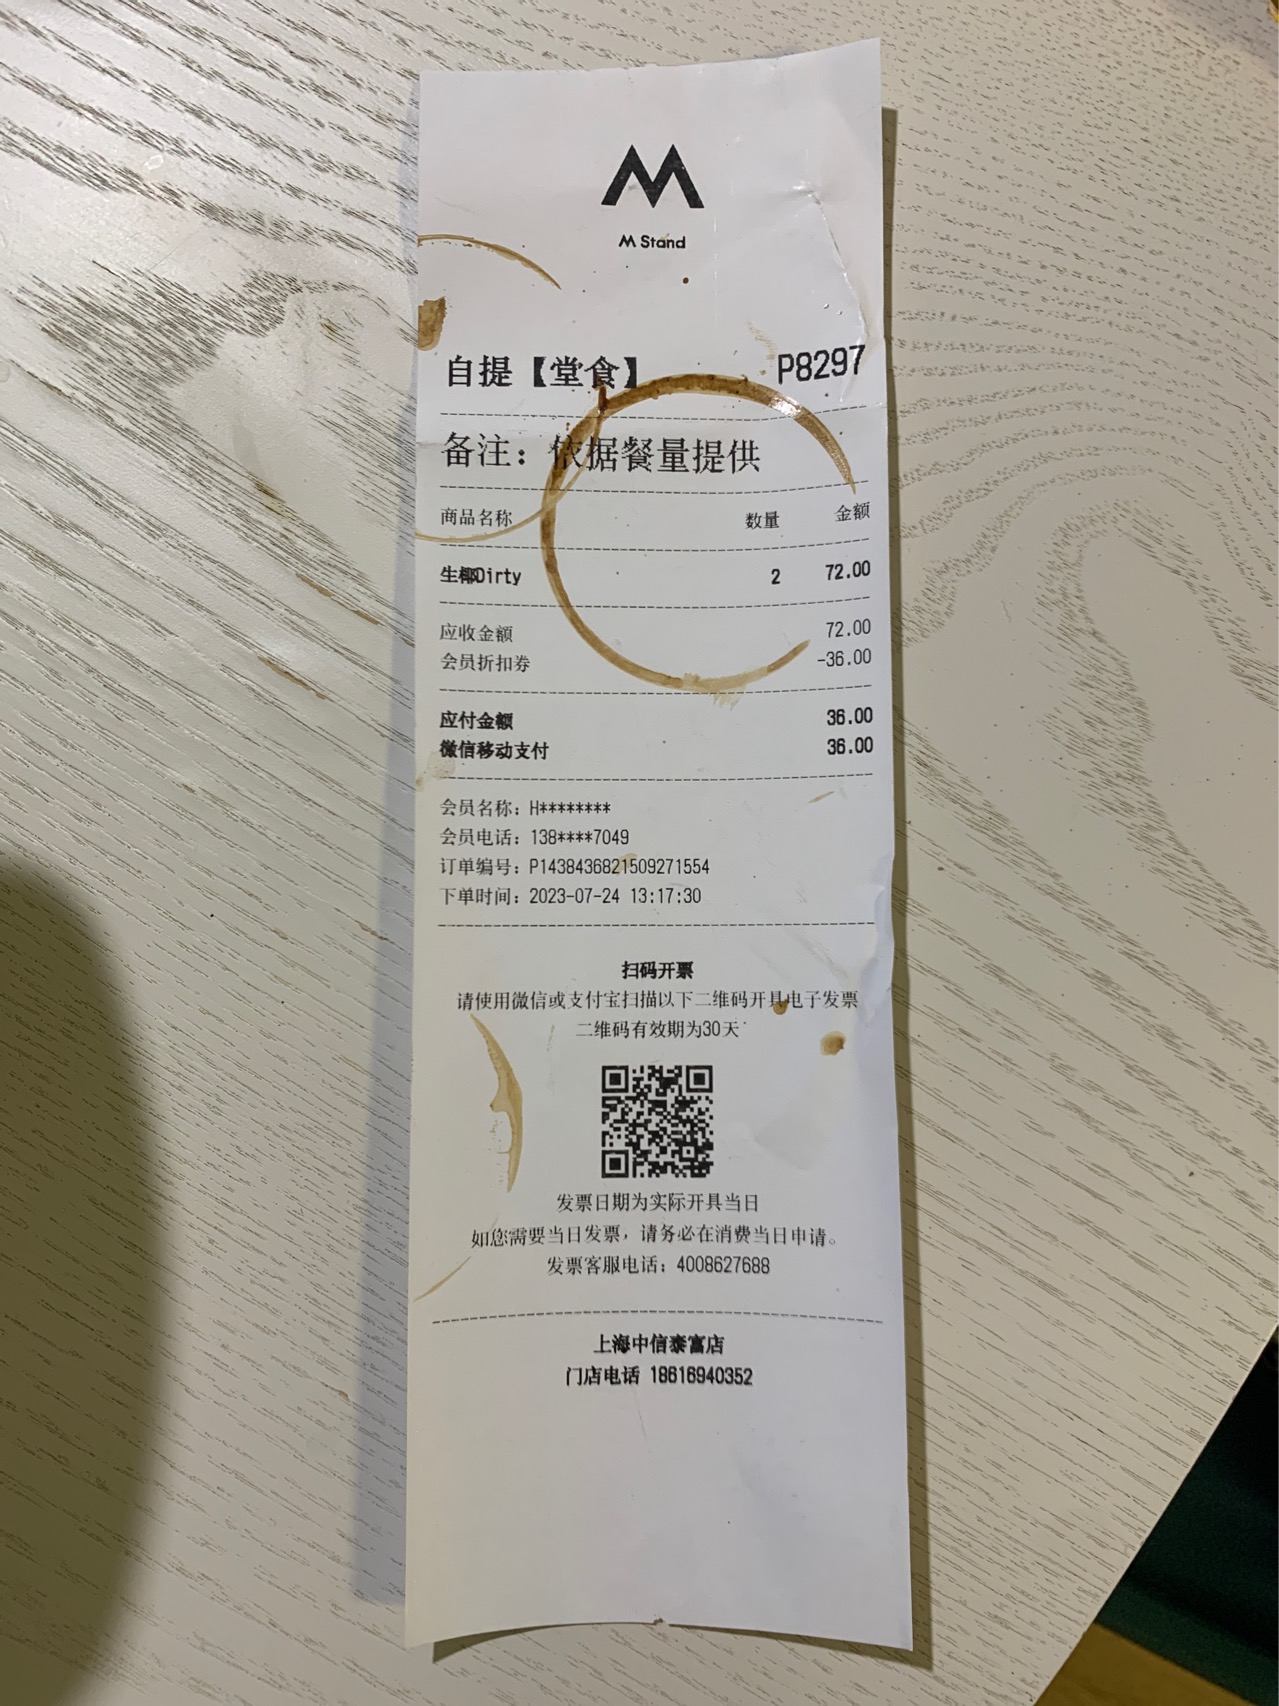 M Stand
自提【堂食】 P8297
备注：依据餐量提供
商品名称 数量 金额
生椰Dirty 2 72.00
应收金额 72.00
会员折扣券 -36.00
应付金额 36.00
微信移动支付 36.00
会员名称：H********
会员电话：138****7049
订单编号：P1438436821509271554
下单时间：2023-07-24 13:17:30
扫码开票
请使用微信或支付宝扫描以下二维码开具电子发票
二维码有效期为30天
发票日期为实际开具当日
如您需要当日发票，请务必在消费当日申请。
发票客服电话：4008627688
上海中信泰富店
门店电话 18616940352